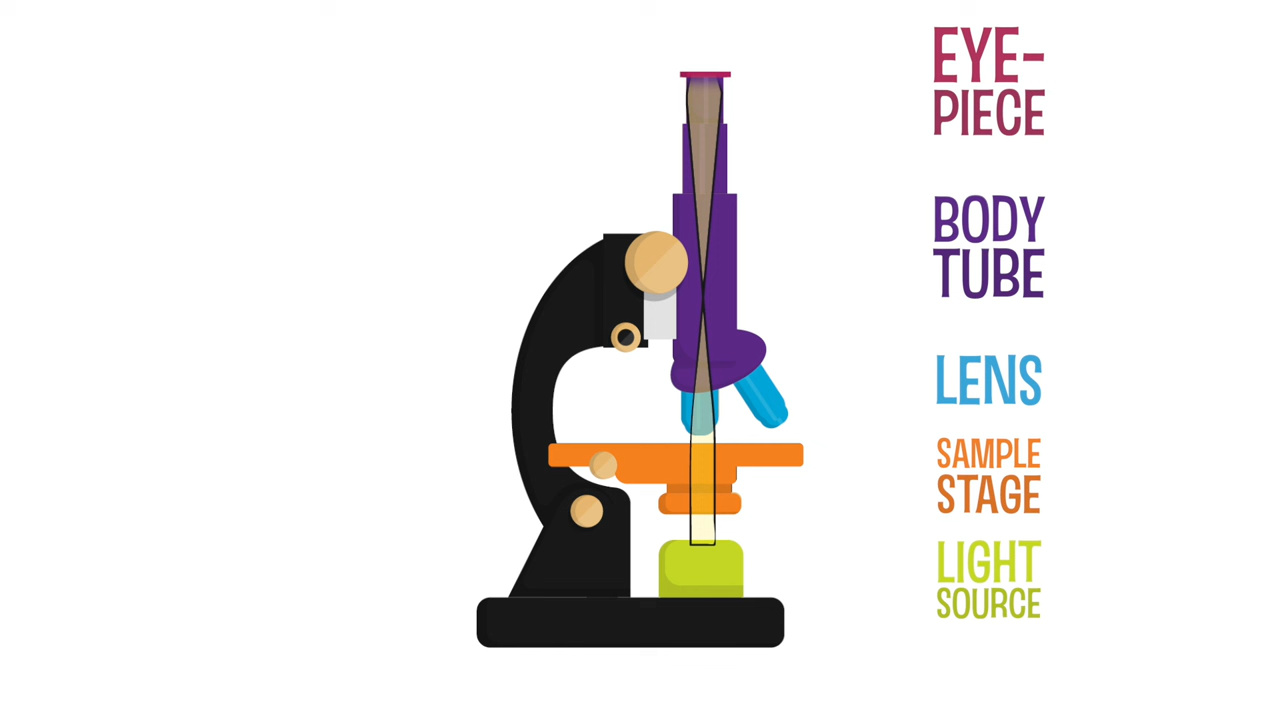 EYE-
PIECE
BODY
TUBE
LENS
SAMPLE
STAGE
LIGHT
SOURCE